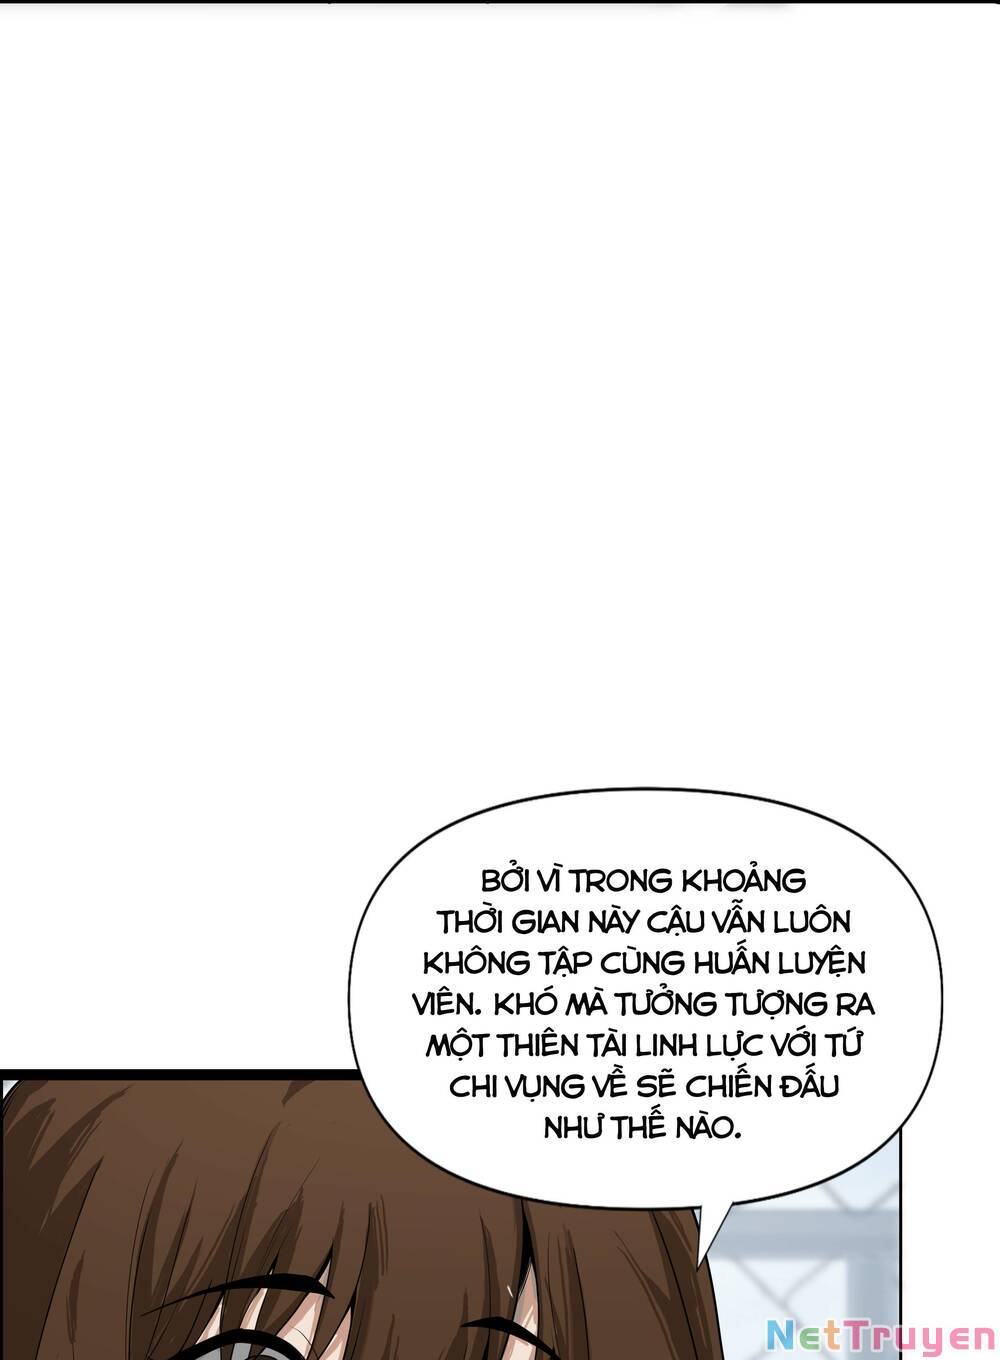 BỞI VÌ TRONG KHOẢNG
THỜI GIAN NÀY CẬU VẪN LUÔN
KHÔNG TẬP CÙNG HUẤN LUYỆN
VIÊN. KHÓ MÀ TƯỞNG TƯỢNG RA
MỘT THIÊN TÀI LINH LỰC VỚI TỨ
CHI VỤNG VỀ SẼ CHIẾN ĐẤU
NHƯ THẾ NÀO.
NetTruyen